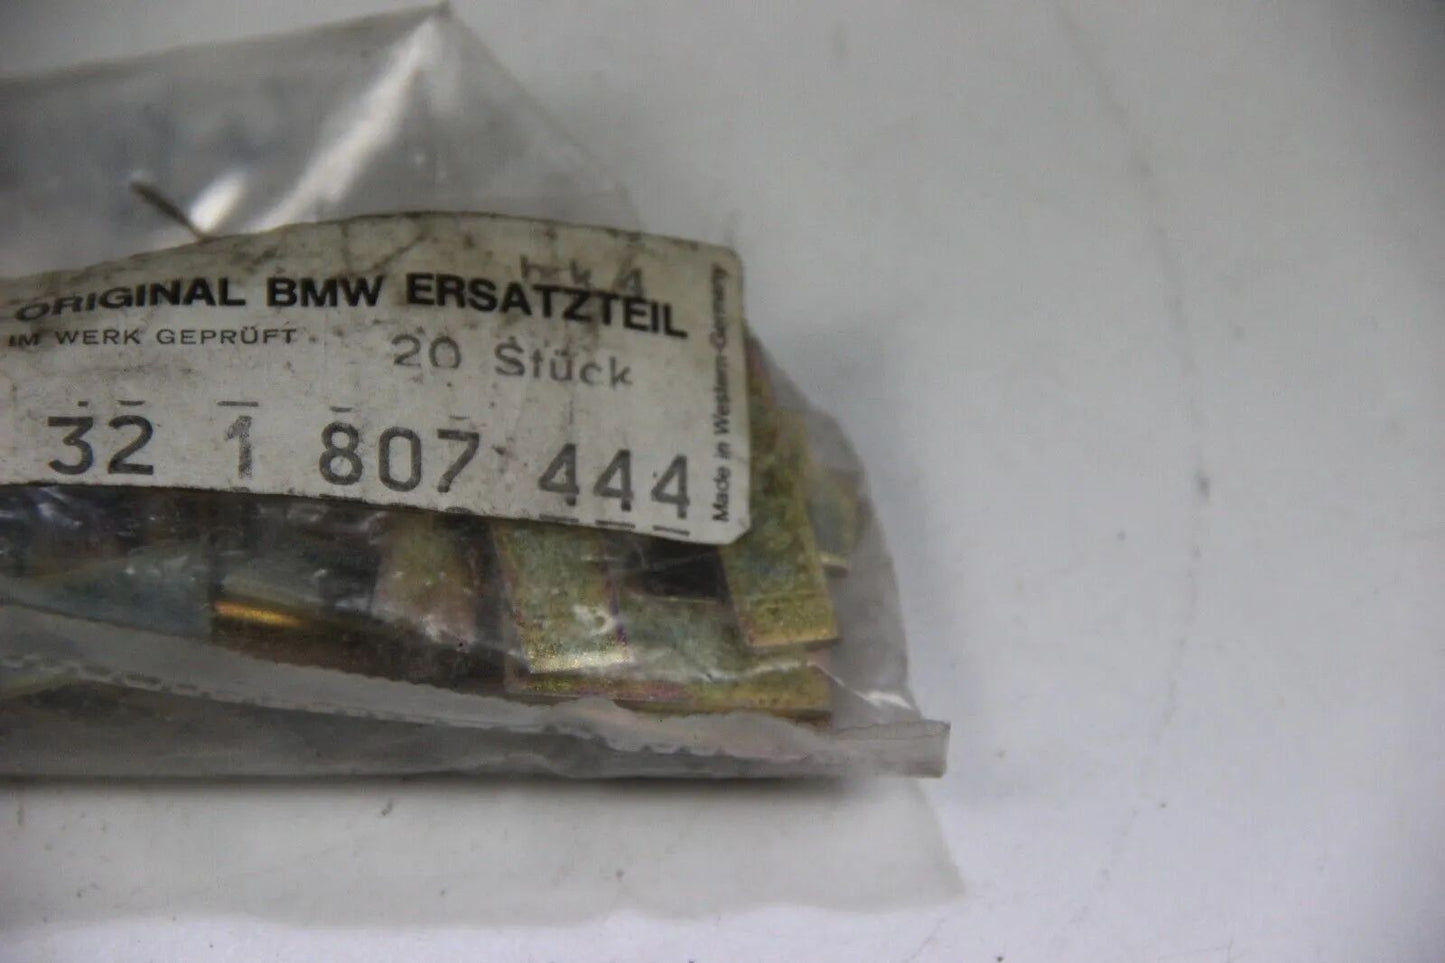 ORIGINAL BMW ERSATZTEIL
IM WERK GEPRÜFT
20 Stück
32 1 807 444
Made in Western-Germany